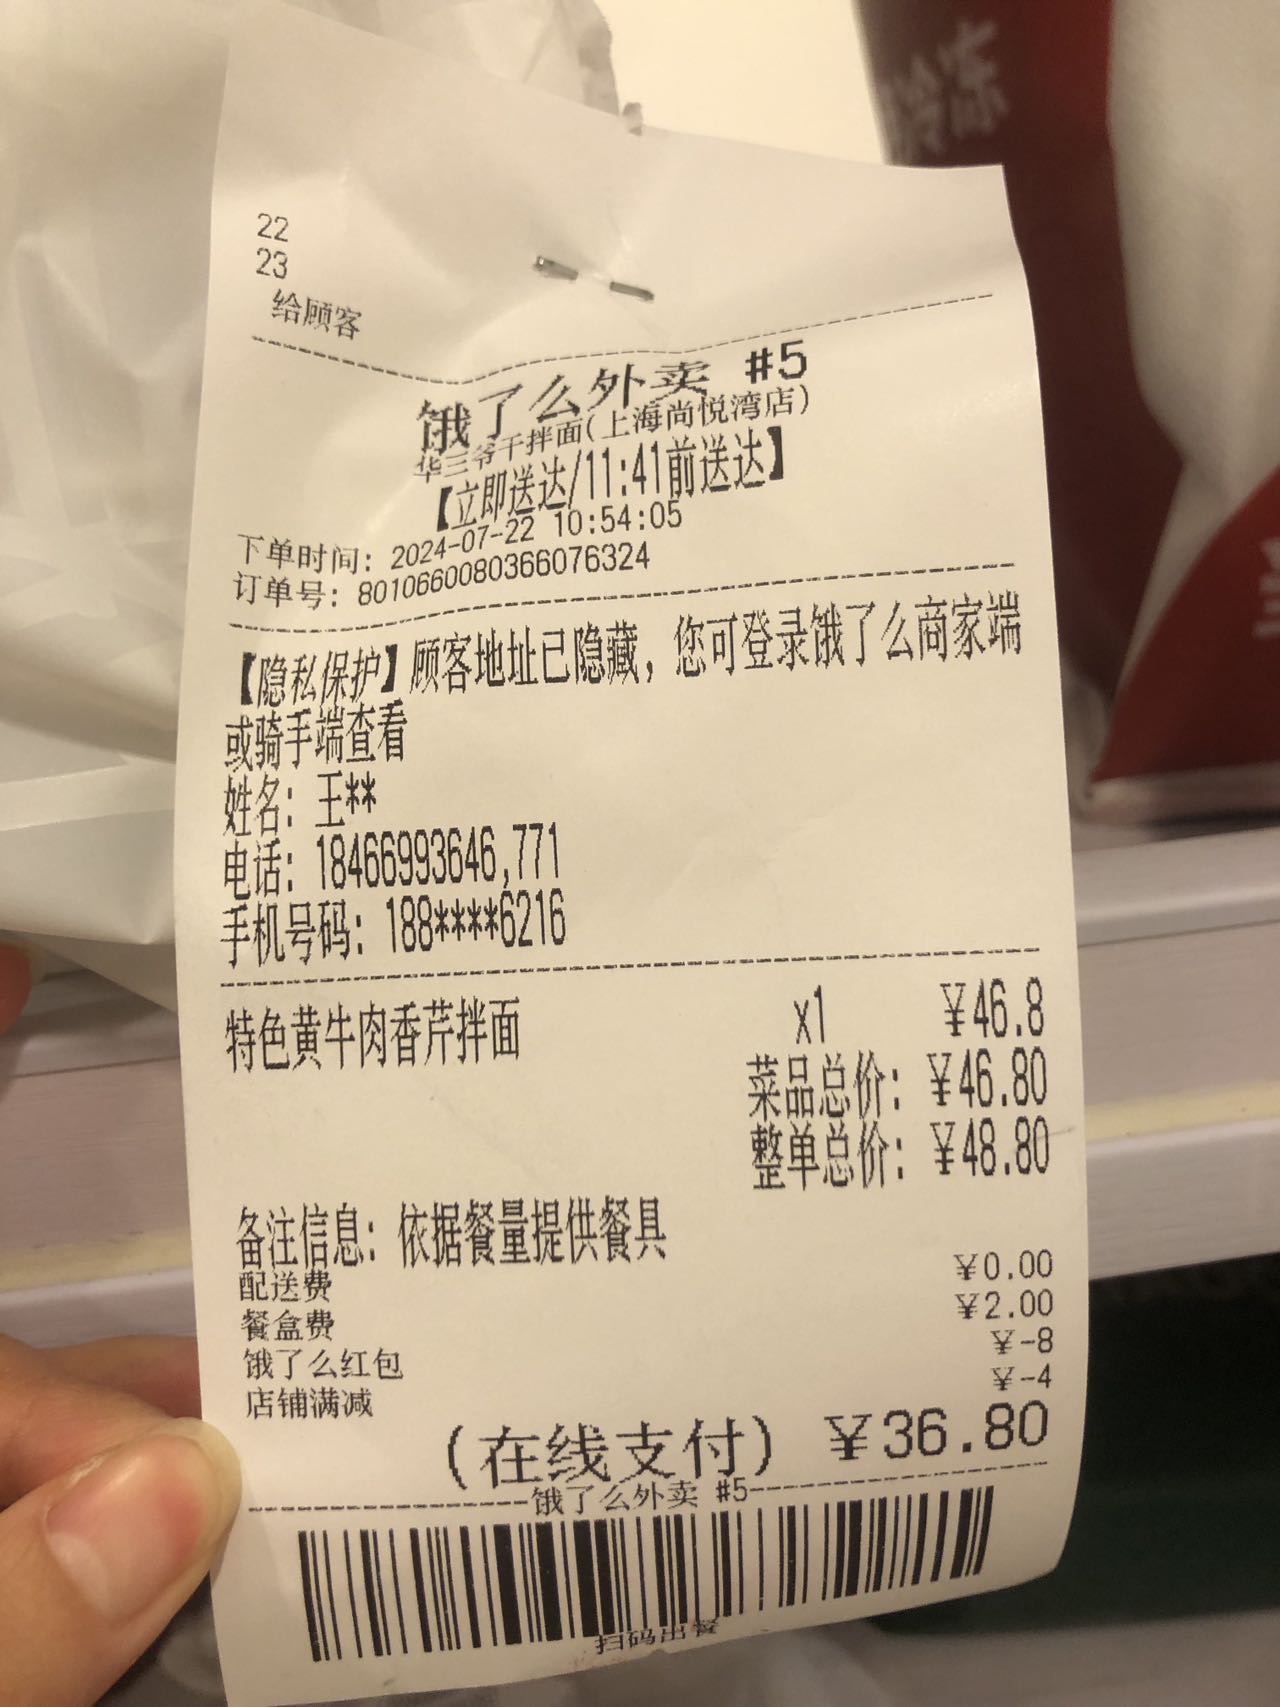 22
23
给顾客
饿了么外卖 #5
华三爷干拌面(上海尚悦湾店)
【立即送达/11:41前送达】
下单时间: 2024-07-22 10:54:05
订单号: 8010660080366076324
【隐私保护】顾客地址已隐藏，您可登录饿了么商家端
或骑手端查看
姓名: 王**
电话: 18466993646,771
手机号码: 188****6216
特色黄牛肉香芹拌面 x1 ¥46.8
菜品总价: ¥46.80
整单总价: ¥48.80
备注信息: 依据餐量提供餐具
配送费 ¥0.00
餐盒费 ¥2.00
饿了么红包 ¥-8
店铺满减 ¥-4
(在线支付) ¥36.80
饿了么外卖 #5
扫码出餐